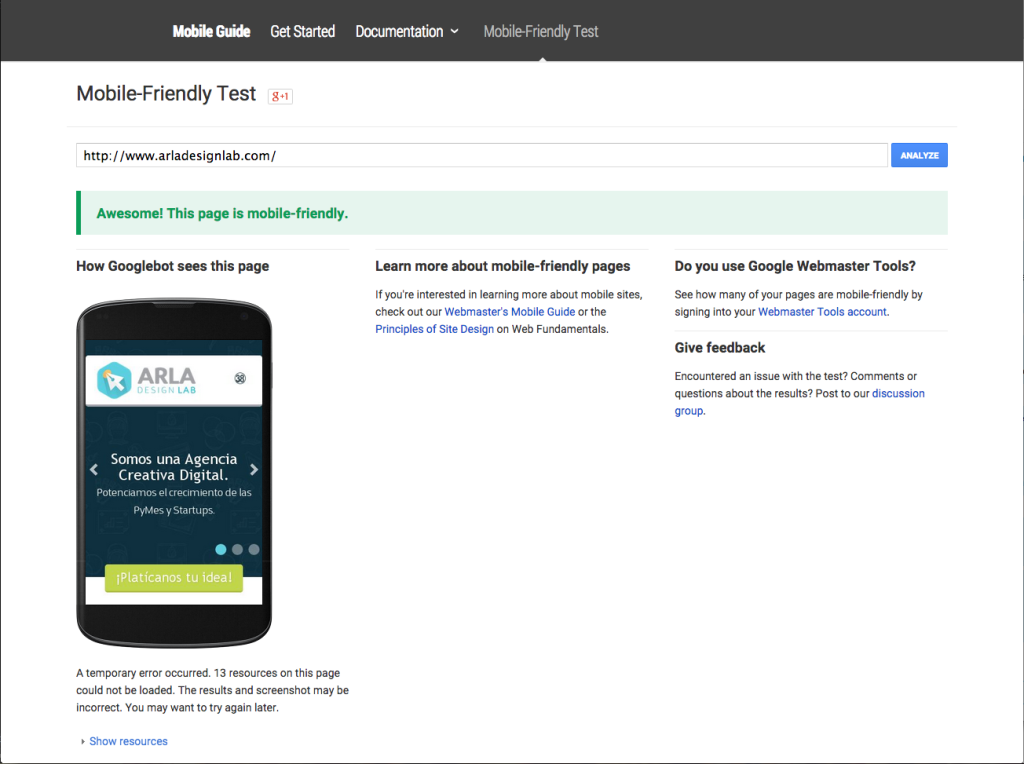 Mobile Guide Get Started Documentation Mobile-Friendly Test
Mobile-Friendly Test g+1
http://www.arladesignlab.com/ ANALYZE
Awesome! This page is mobile-friendly.
How Googlebot sees this page
ARLA
DESIGN LAB
Somos una Agencia
Creativa Digital.
Potenciamos el crecimiento de las
PyMes y Startups.
¡Platícanos tu idea!
A temporary error occurred. 13 resources on this page
could not be loaded. The results and screenshot may be
incorrect. You may want to try again later.
Show resources
Learn more about mobile-friendly pages
If you're interested in learning more about mobile sites,
check out our Webmaster's Mobile Guide or the
Principles of Site Design on Web Fundamentals.
Do you use Google Webmaster Tools?
See how many of your pages are mobile-friendly by
signing into your Webmaster Tools account.
Give feedback
Encountered an issue with the test? Comments or
questions about the results? Post to our discussion
group.